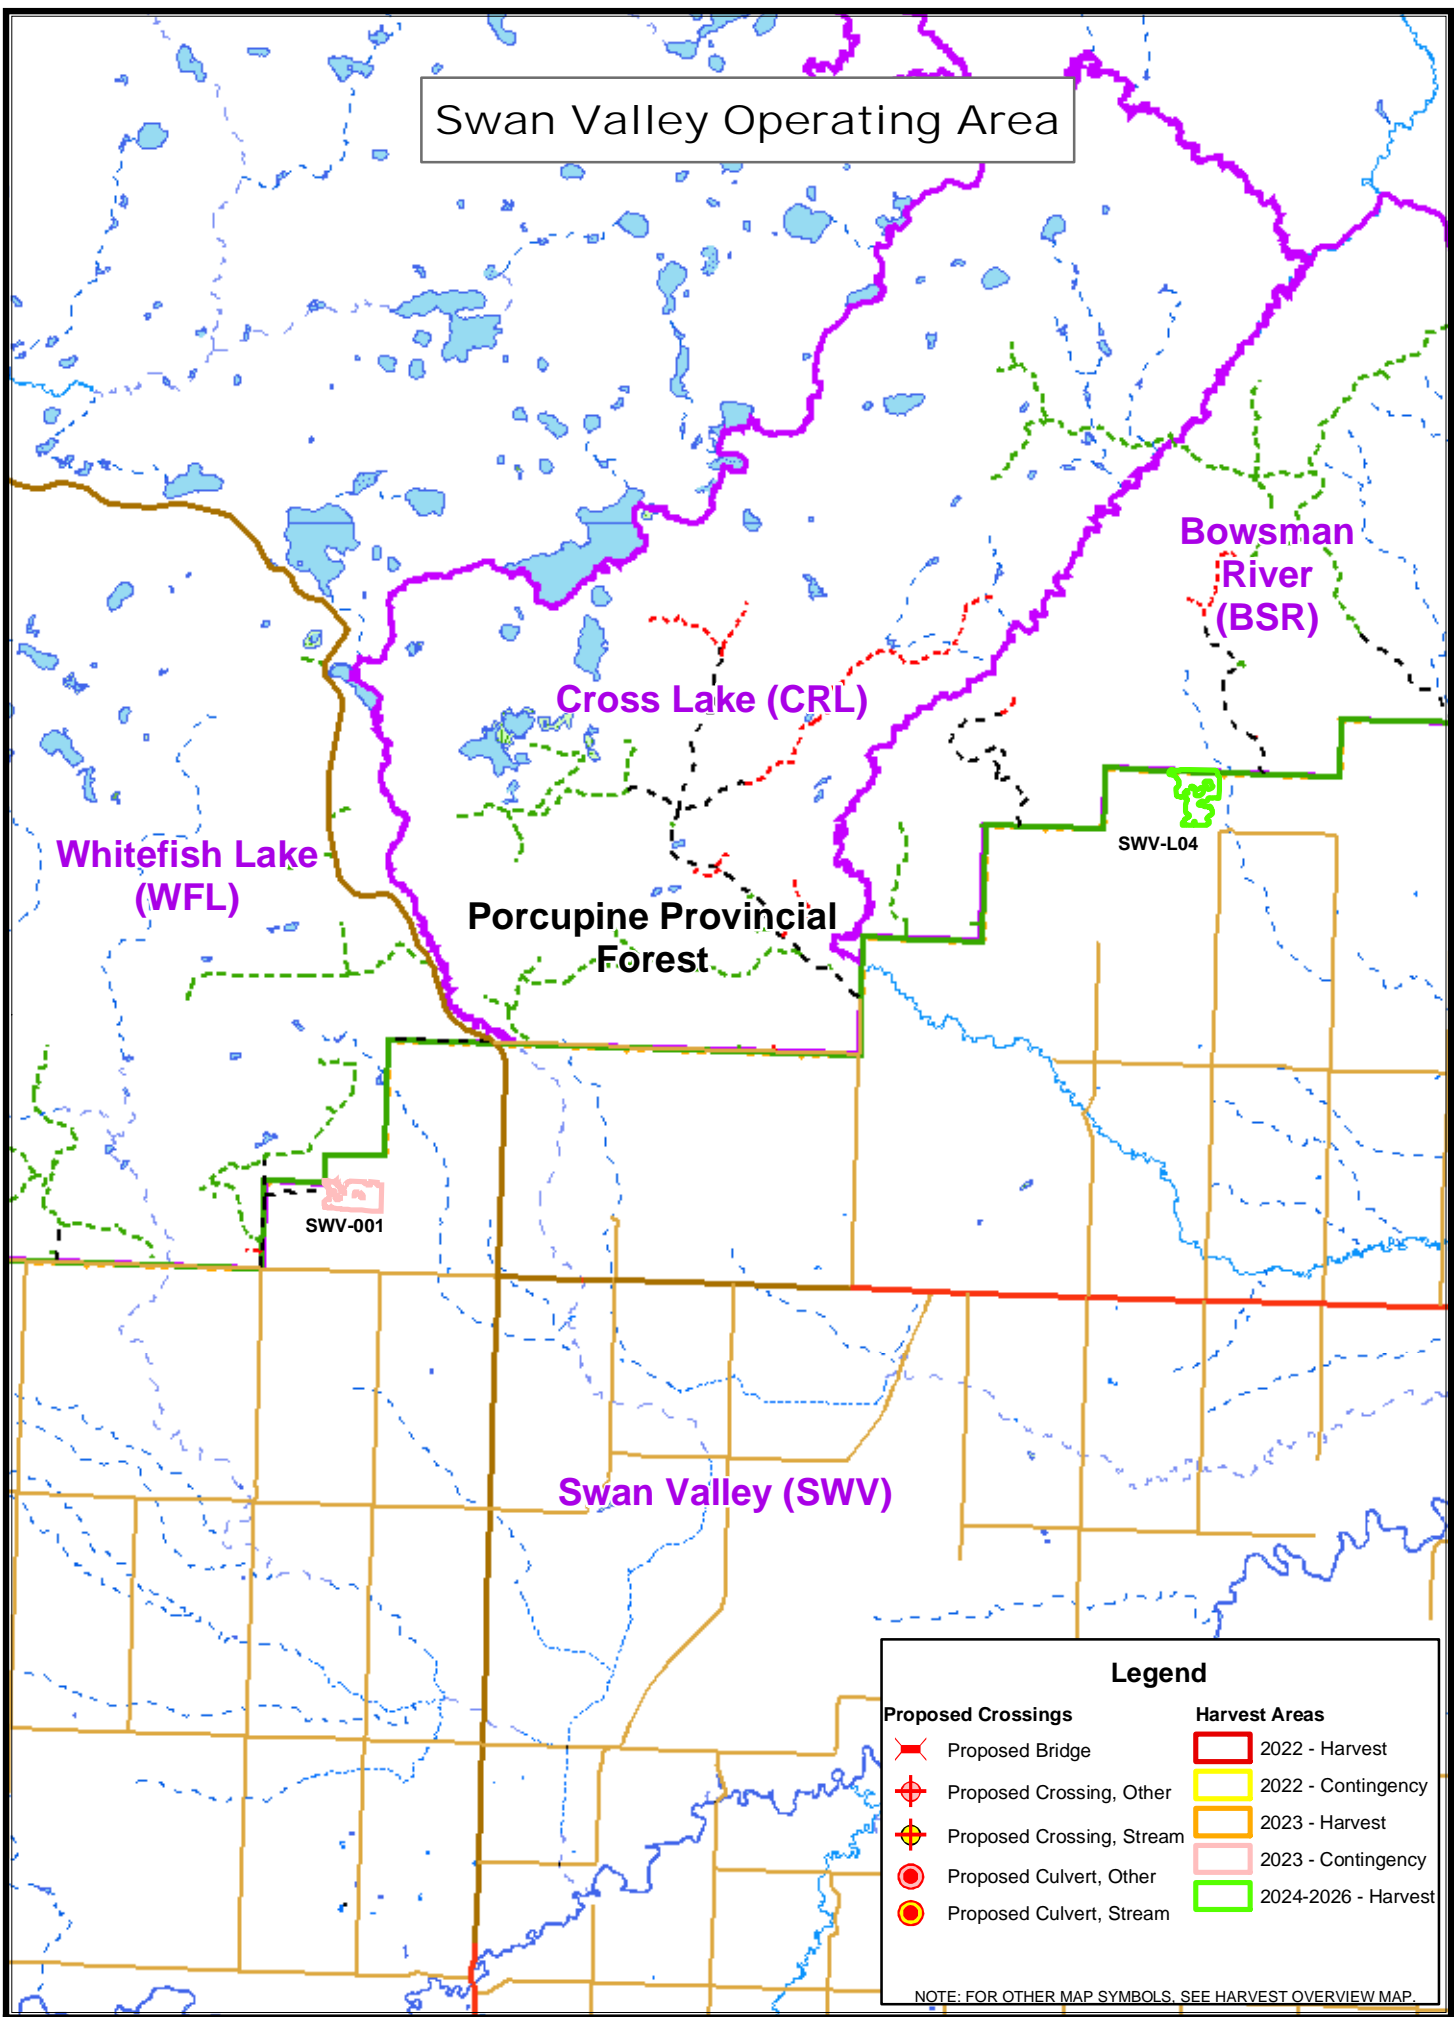 Swan Valley Operating Area
Bowsman
River
(BSR)
Cross Lake (CRL)
Whitefish Lake
(WFL)
SWV-L04
Porcupine Provincial
Forest
SWV-001
Swan Valley (SWV)
Legend
Proposed Crossings
Proposed Bridge
Proposed Crossing, Other
Proposed Crossing, Stream
Proposed Culvert, Other
Proposed Culvert, Stream
Harvest Areas
2022 - Harvest
2022 - Contingency
2023 - Harvest
2023 - Contingency
2024-2026 - Harvest
NOTE: FOR OTHER MAP SYMBOLS, SEE HARVEST OVERVIEW MAP.